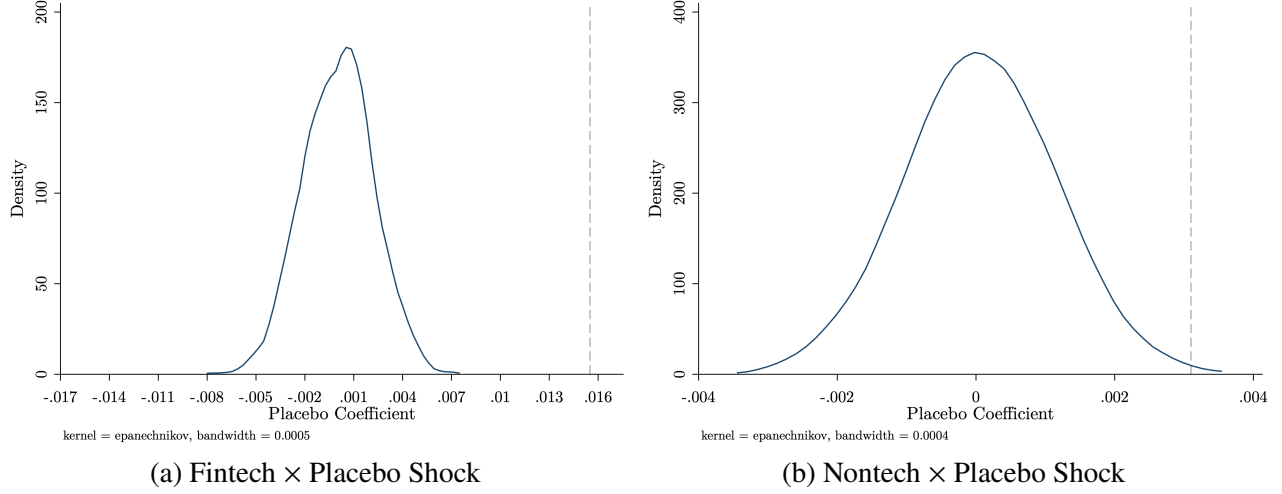 200
150
100
50
0
Density
-.017 -.014 -.011 -.008 -.005 -.002 .001 .004 .007 .01 .013 .016
Placebo Coefficient
kernel = epanechnikov, bandwidth = 0.0005
(a) Fintech × Placebo Shock
400
300
200
100
0
Density
-.004 -.002 0 .002 .004
Placebo Coefficient
kernel = epanechnikov, bandwidth = 0.0004
(b) Nontech × Placebo Shock